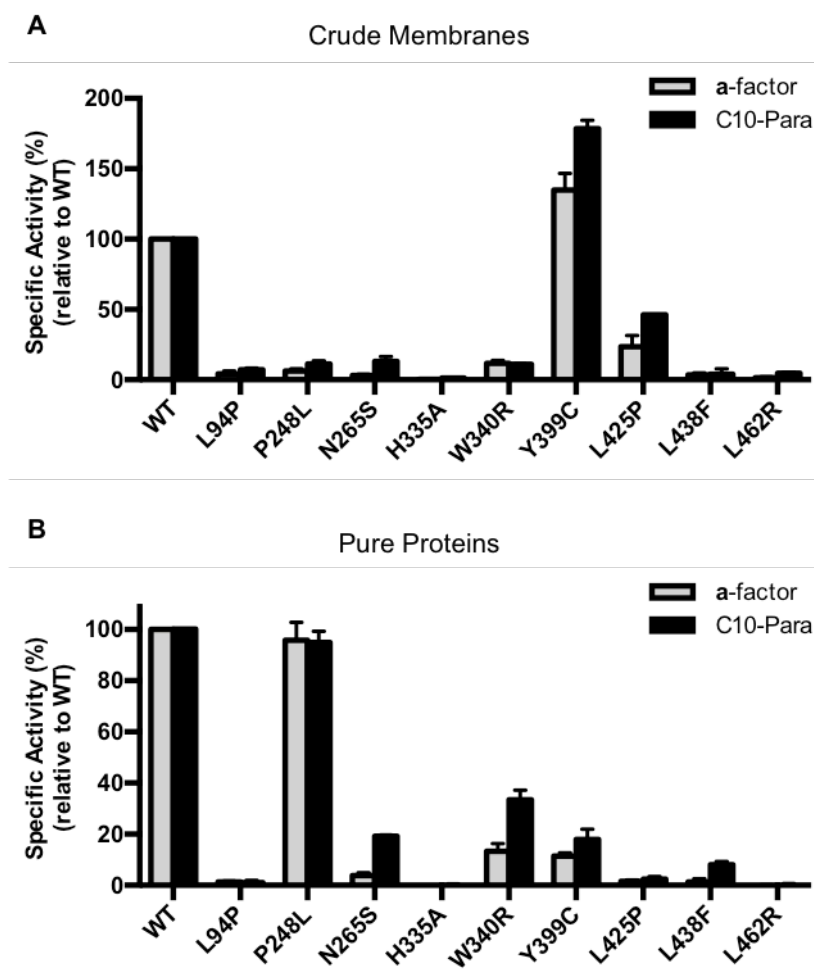 A
Crude Membranes
a-factor
C10-Para
Specific Activity (%)
(relative to WT)
200
150
100
50
0
WT
L94P
P248L
N265S
H335A
W340R
Y399C
L425P
L438F
L462R
B
Pure Proteins
a-factor
C10-Para
Specific Activity (%)
(relative to WT)
100
80
60
40
20
0
WT
L94P
P248L
N265S
H335A
W340R
Y399C
L425P
L438F
L462R